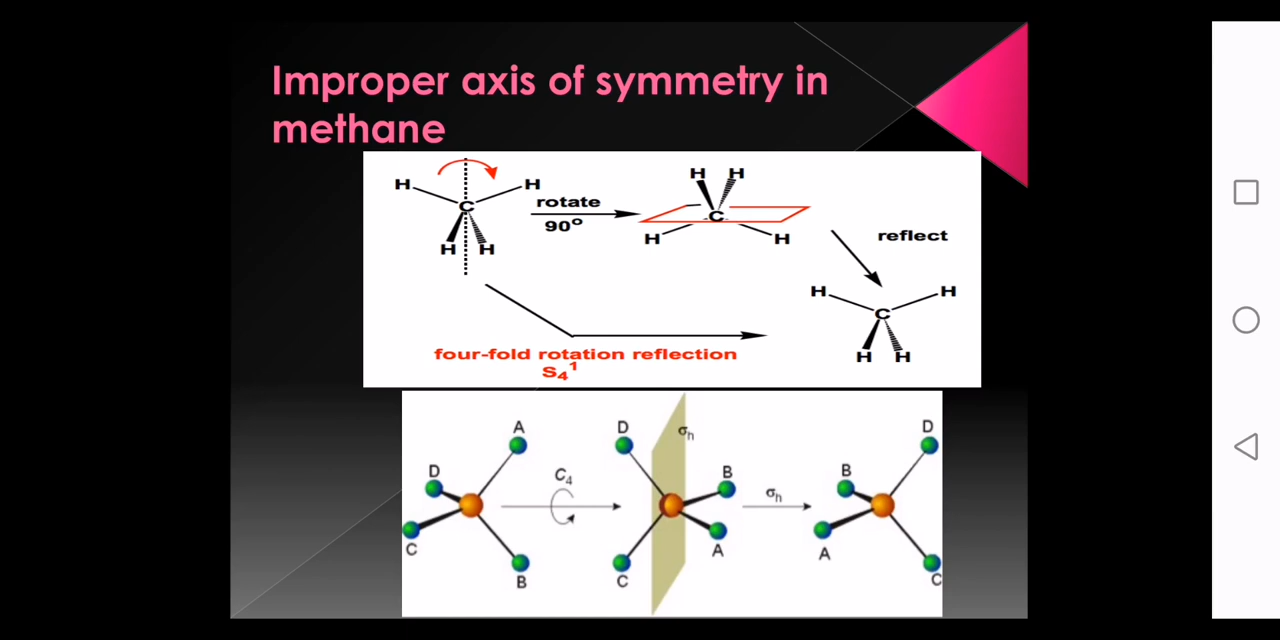 Improper axis of symmetry in
methane
H
H
C
H
H
rotate
90°
H
H
C
H
H
reflect
H
H
C
H
H
four-fold rotation reflection
S₄¹
A
D
C
B
C₄
D
σₕ
B
A
C
σₕ
D
B
A
C